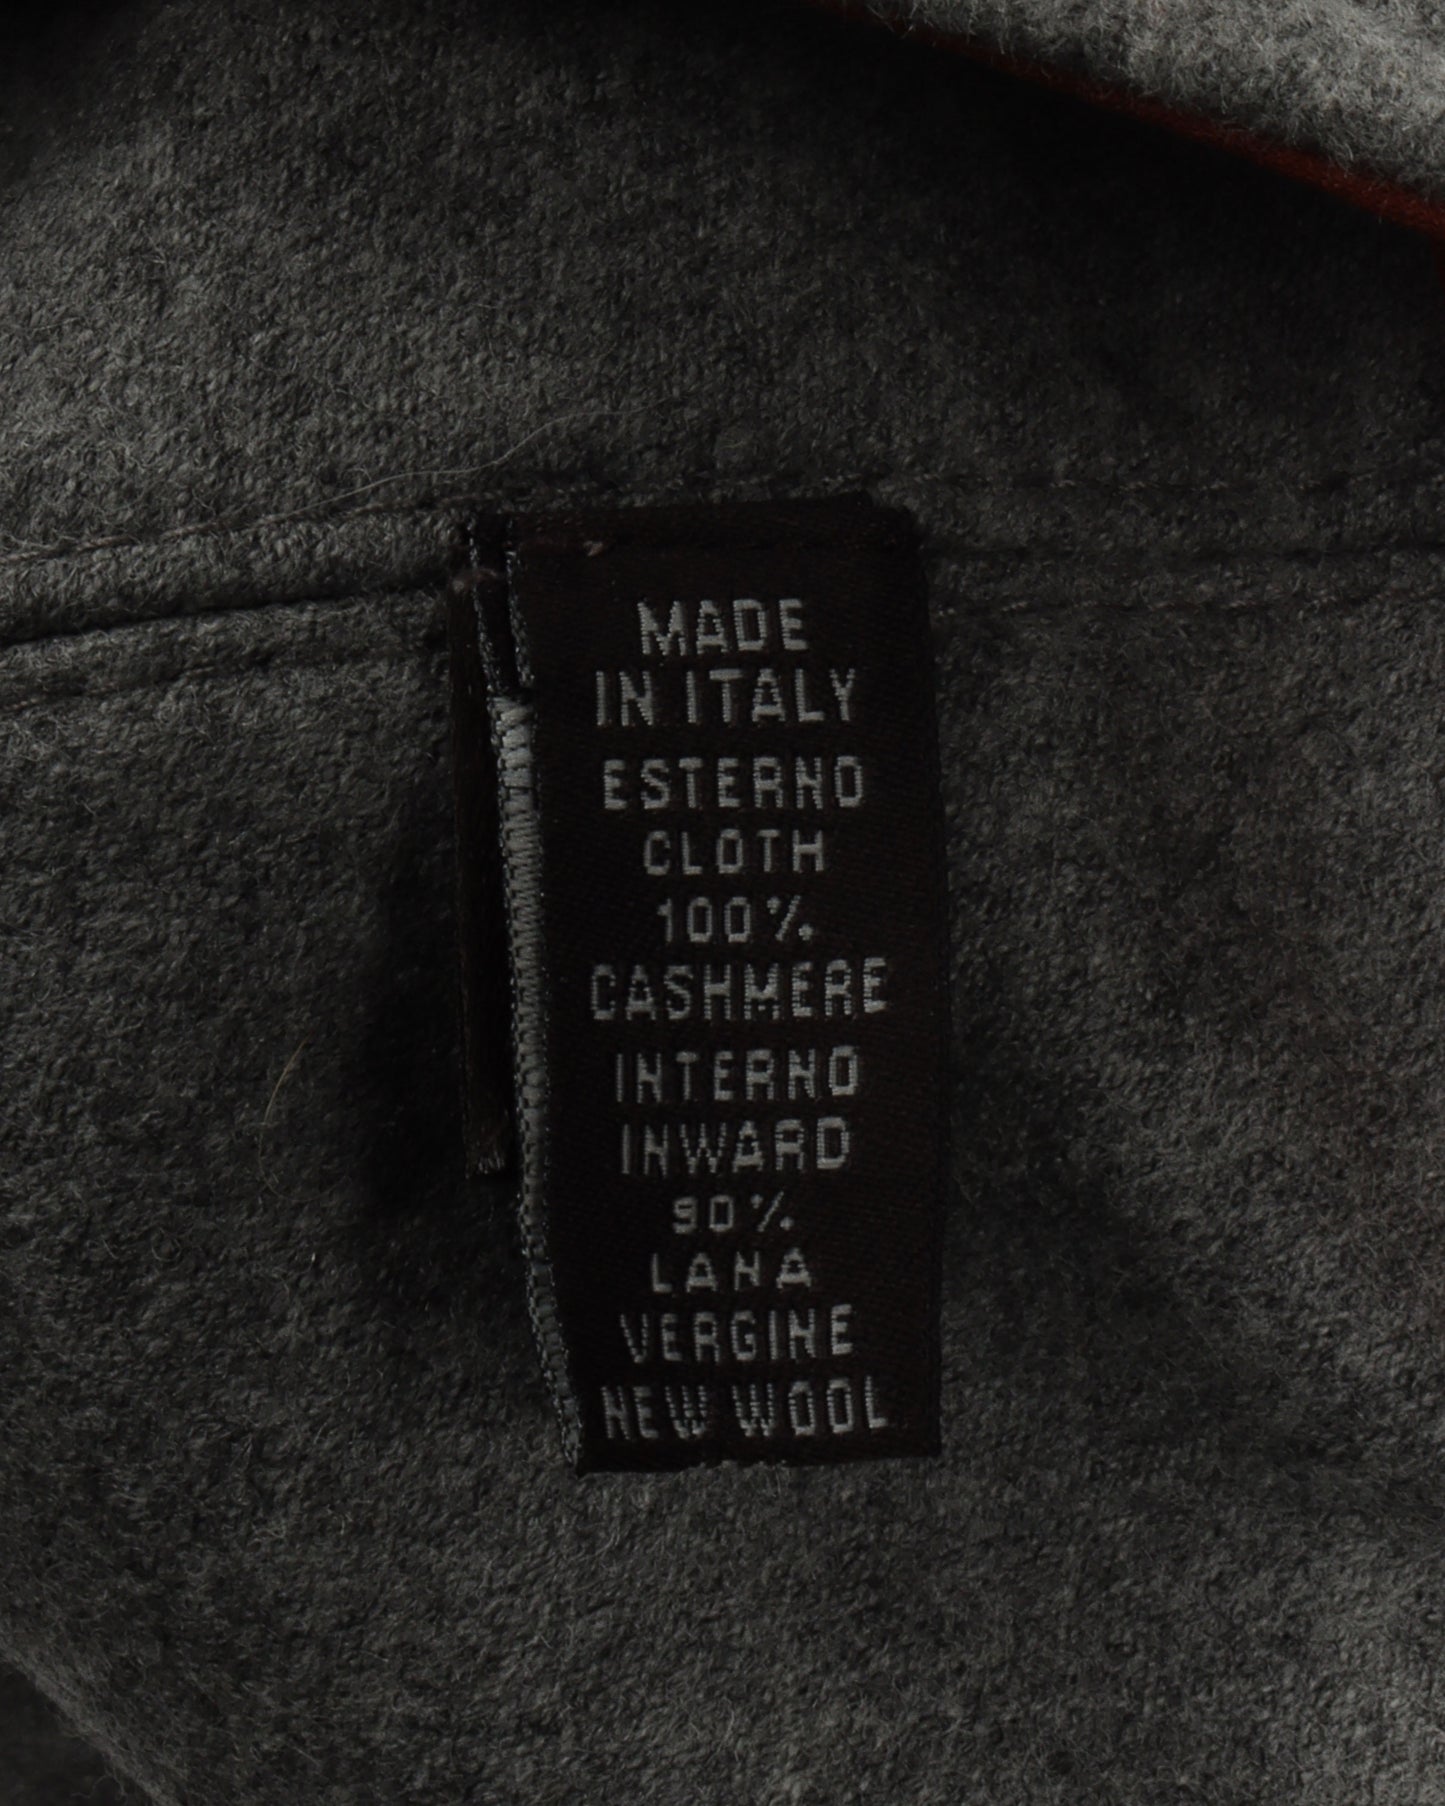 MADE
IN ITALY
ESTERNO
CLOTH
100%
CASHMERE
INTERNO
INWARD
90%
LANA
VERGINE
NEW WOOL